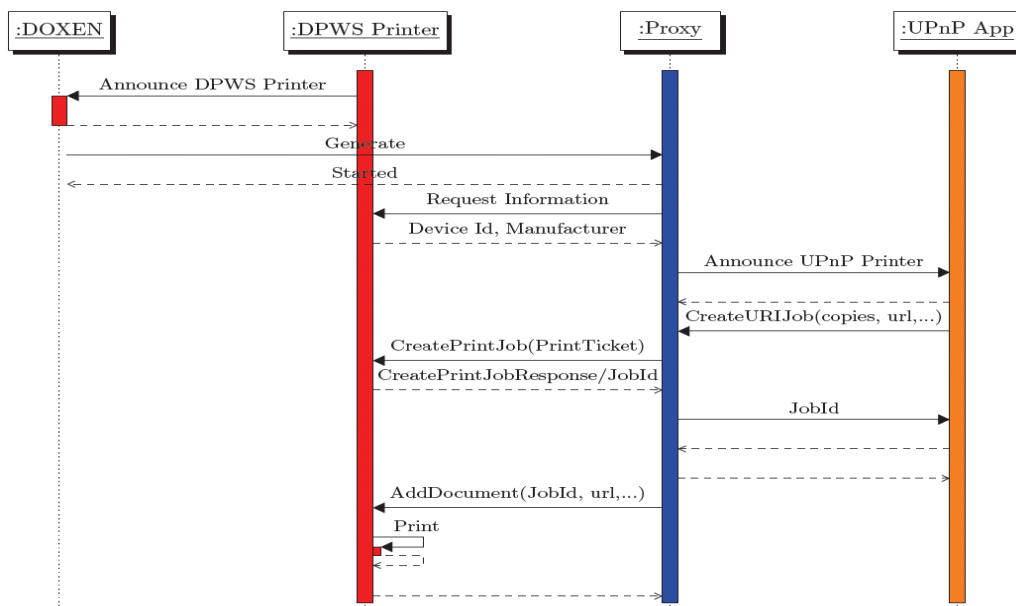 :DOXEN
:DPWS Printer
:Proxy
:UPnP App
Announce DPWS Printer
Generate
Started
Request Information
Device Id, Manufacturer
Announce UPnP Printer
CreateURIJob(copies, url,...)
CreatePrintJob(PrintTicket)
CreatePrintJobResponse/JobId
JobId
AddDocument(JobId, url,...)
Print